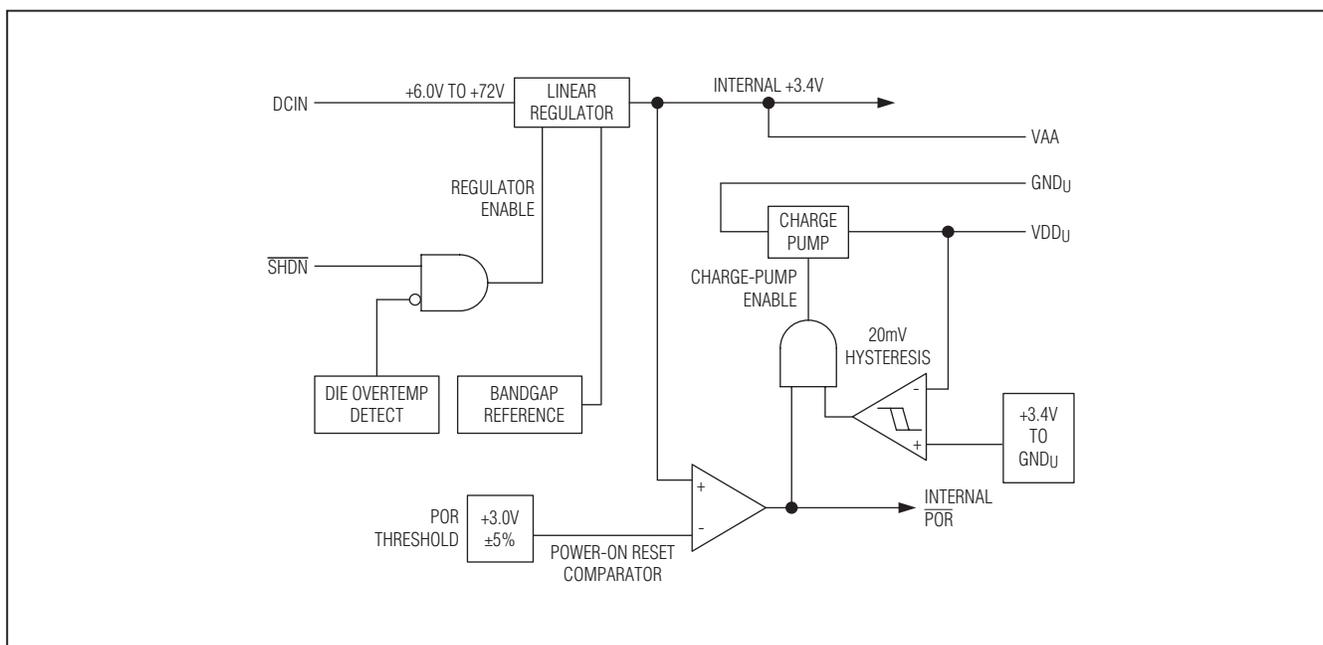 DCIN
+6.0V TO +72V
LINEAR
REGULATOR
INTERNAL +3.4V
VAA
GNDU
REGULATOR
ENABLE
CHARGE
PUMP
VDDU
SHDN
CHARGE-PUMP
ENABLE
20mV
HYSTERESIS
DIE OVERTEMP
DETECT
BANDGAP
REFERENCE
-
+
+3.4V
TO
GNDU
POR
THRESHOLD
+3.0V
±5%
+
-
POWER-ON RESET
COMPARATOR
INTERNAL
POR